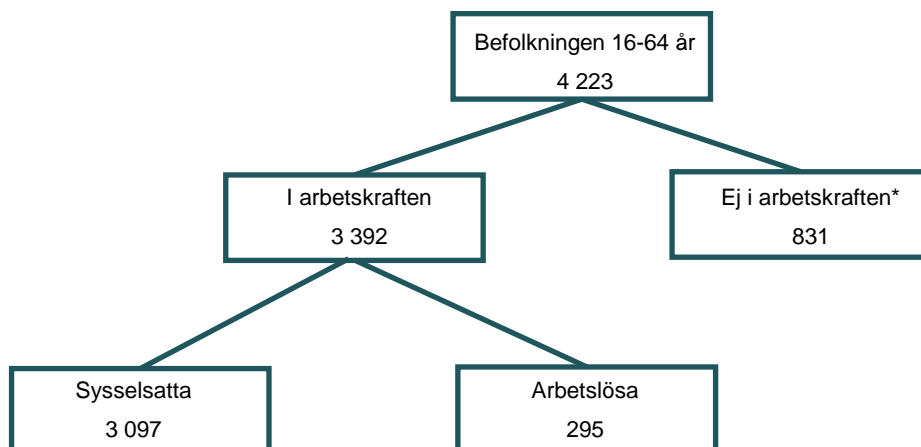 Befolkningen 16-64 år
4 223
I arbetskraften
3 392
Ej i arbetskraften*
831
Sysselsatta
3 097
Arbetslösa
295